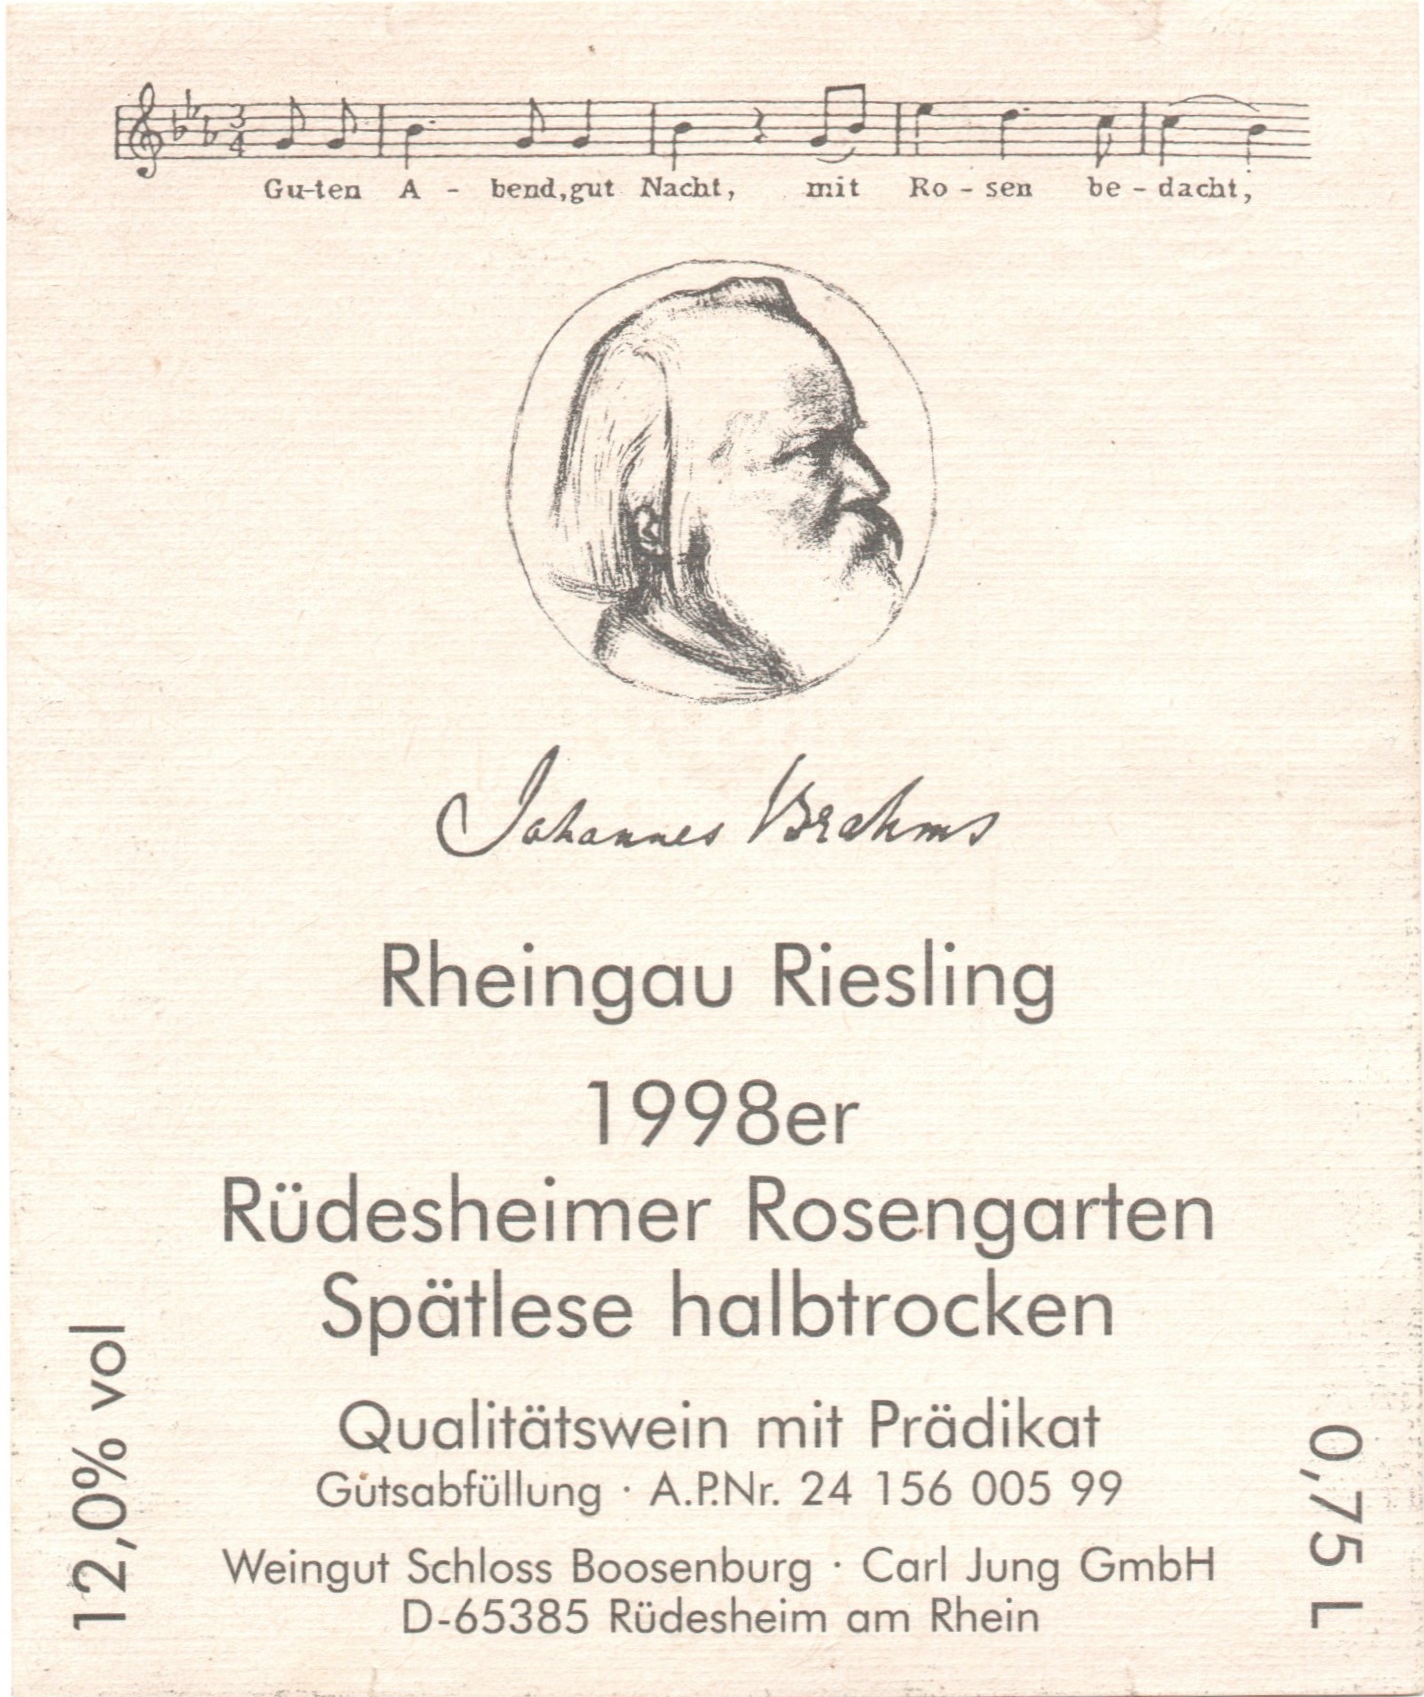 Gu-ten A - bend,gut Nacht, mit Ro - sen be - dacht,
Johannes Brahms
Rheingau Riesling
1998er
Rüdesheimer Rosengarten
Spätlese halbtrocken
Qualitätswein mit Prädikat
Gutsabfüllung · A.P.Nr. 24 156 005 99
Weingut Schloss Boosenburg · Carl Jung GmbH
D-65385 Rüdesheim am Rhein
12,0% vol
0,75 L